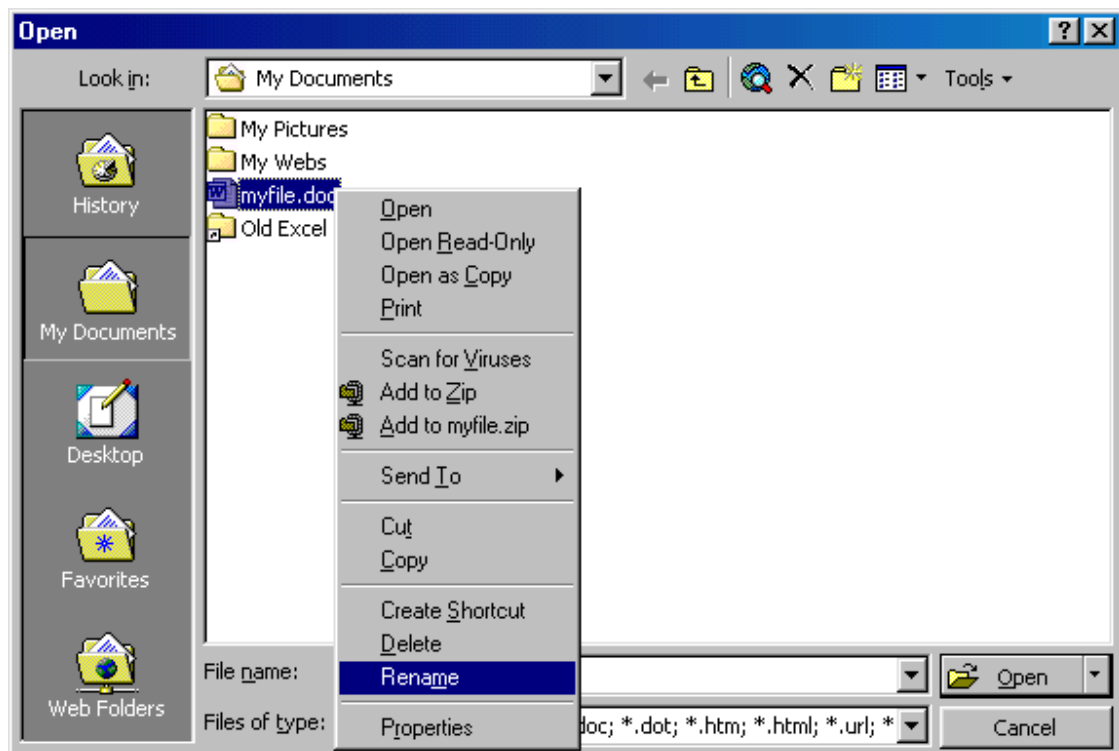 Open
Look in: My Documents Tools
History
My Documents
Desktop
Favorites
Web Folders
My Pictures
My Webs
myfile.doc
Old Excel
Open
Open Read-Only
Open as Copy
Print
Scan for Viruses
Add to Zip
Add to myfile.zip
Send To
Cut
Copy
Create Shortcut
Delete
Rename
Properties
File name: Open
Files of type: doc; *.dot; *.htm; *.html; *.url; * Cancel